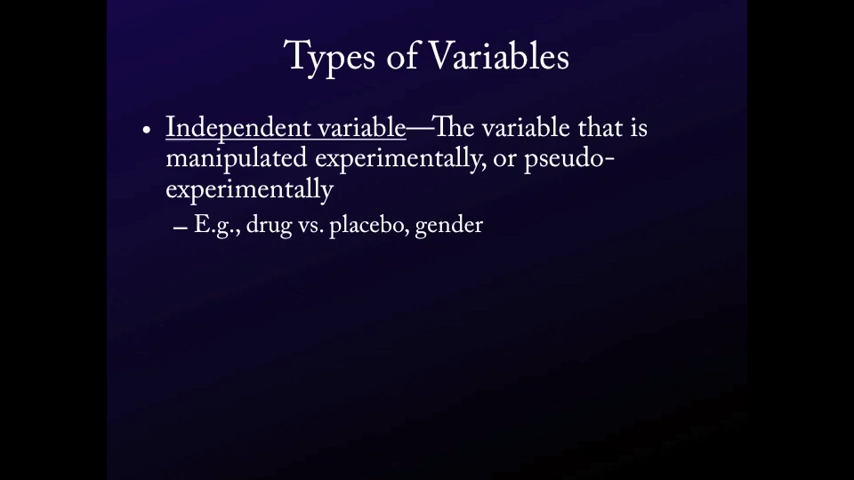 Types of Variables
• Independent variable—The variable that is
manipulated experimentally, or pseudo-
experimentally
– E.g., drug vs. placebo, gender